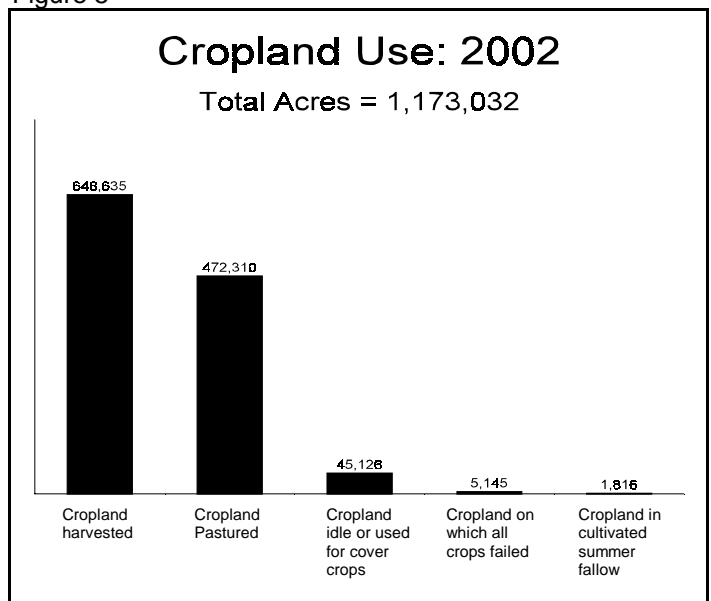 Figure
Cropland Use: 2002
Total Acres = 1,173,032
648,635
472,310
45,126
5,145
1,816
Cropland
harvested
Cropland
Pastured
Cropland
idle or used
for cover
crops
Cropland on
which all
crops failed
Cropland in
cultivated
summer
fallow